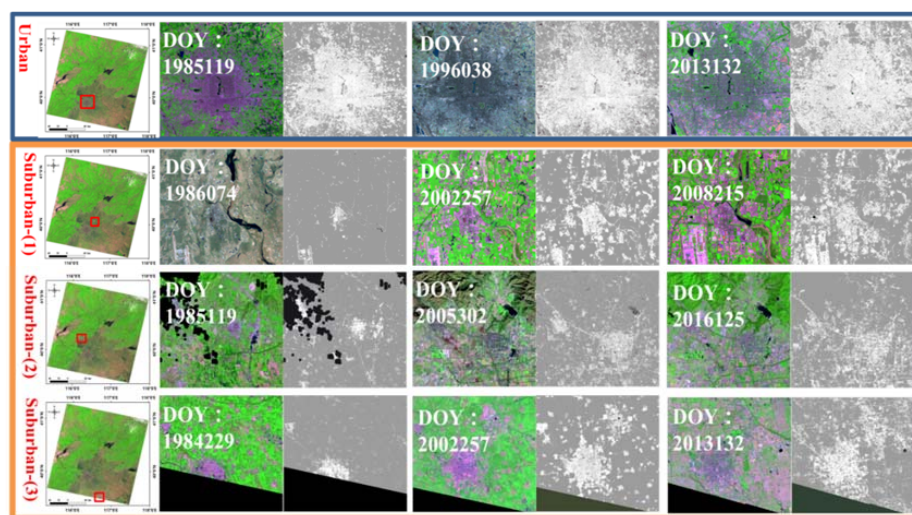 Urban
DOY：
1985119
DOY：
1996038
DOY：
2013132
Suburban-(1)
DOY：
1986074
DOY：
2002257
DOY：
2008215
Suburban-(2)
DOY：
1985119
DOY：
2005302
DOY：
2016125
Suburban-(3)
DOY：
1984229
DOY：
2002257
DOY：
2013132